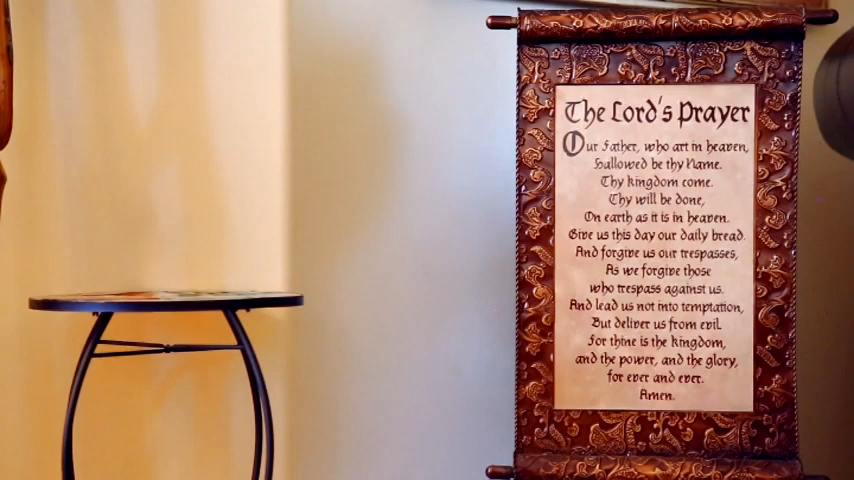 The Lord's Prayer
Our Father, who art in heaven,
hallowed be thy Name.
Thy kingdom come.
Thy will be done,
On earth as it is in heaven.
Give us this day our daily bread.
And forgive us our trespasses,
As we forgive those
who trespass against us.
And lead us not into temptation,
But deliver us from evil.
For thine is the kingdom,
and the power, and the glory,
for ever and ever.
Amen.